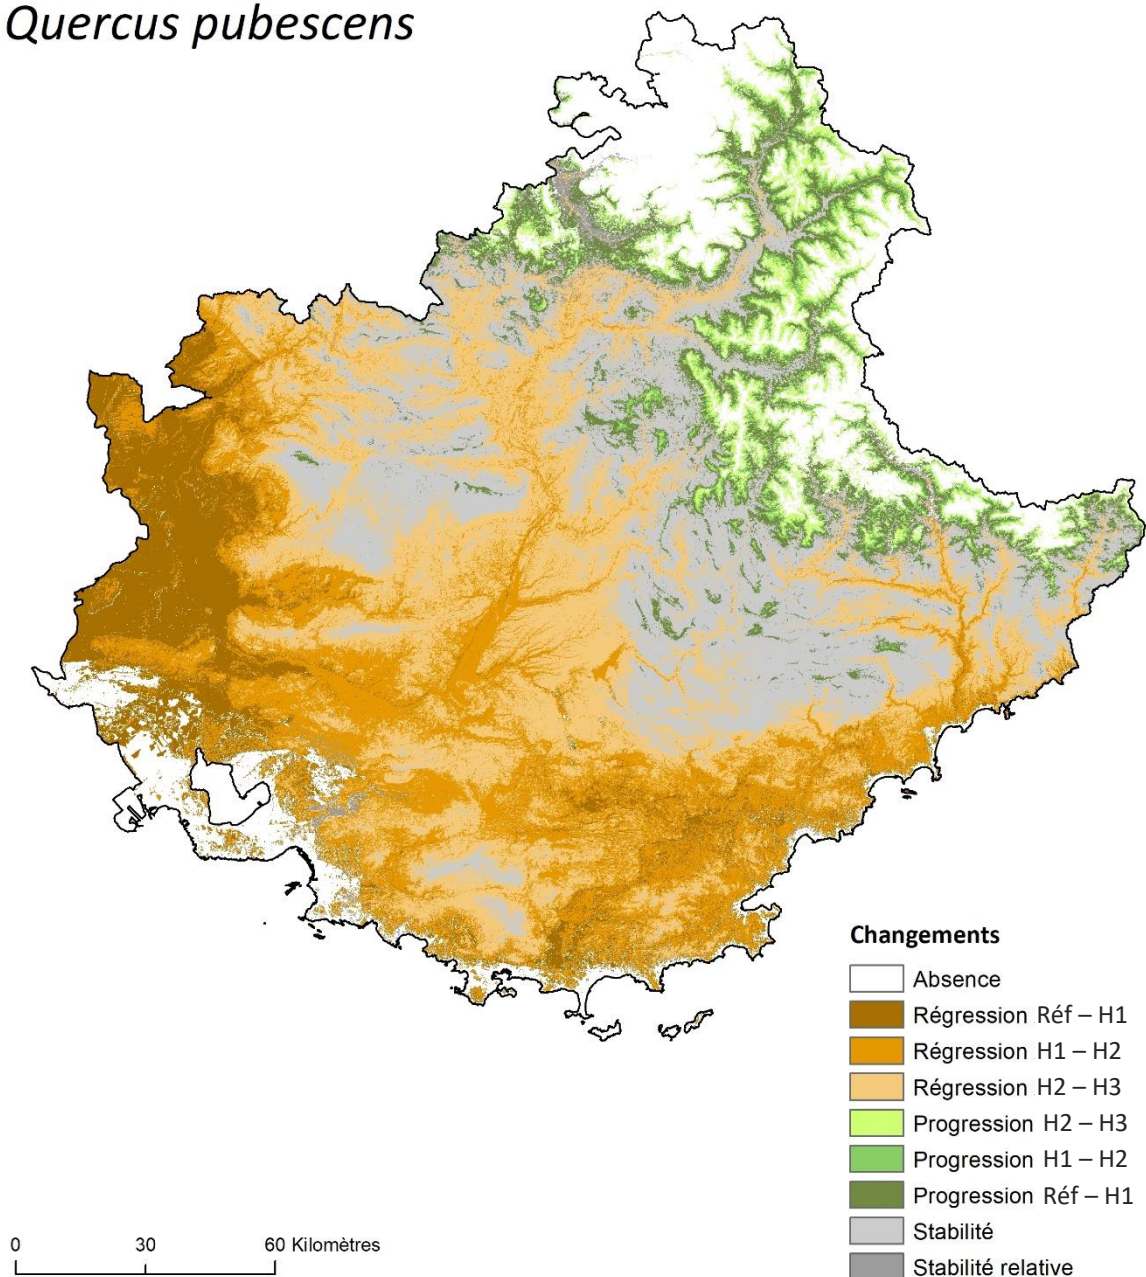 Quercus pubescens
Changements
Absence
Régression Réf – H1
Régression H1 – H2
Régression H2 – H3
Progression H2 – H3
Progression H1 – H2
Progression Réf – H1
Stabilité
Stabilité relative
0 30 60 Kilomètres